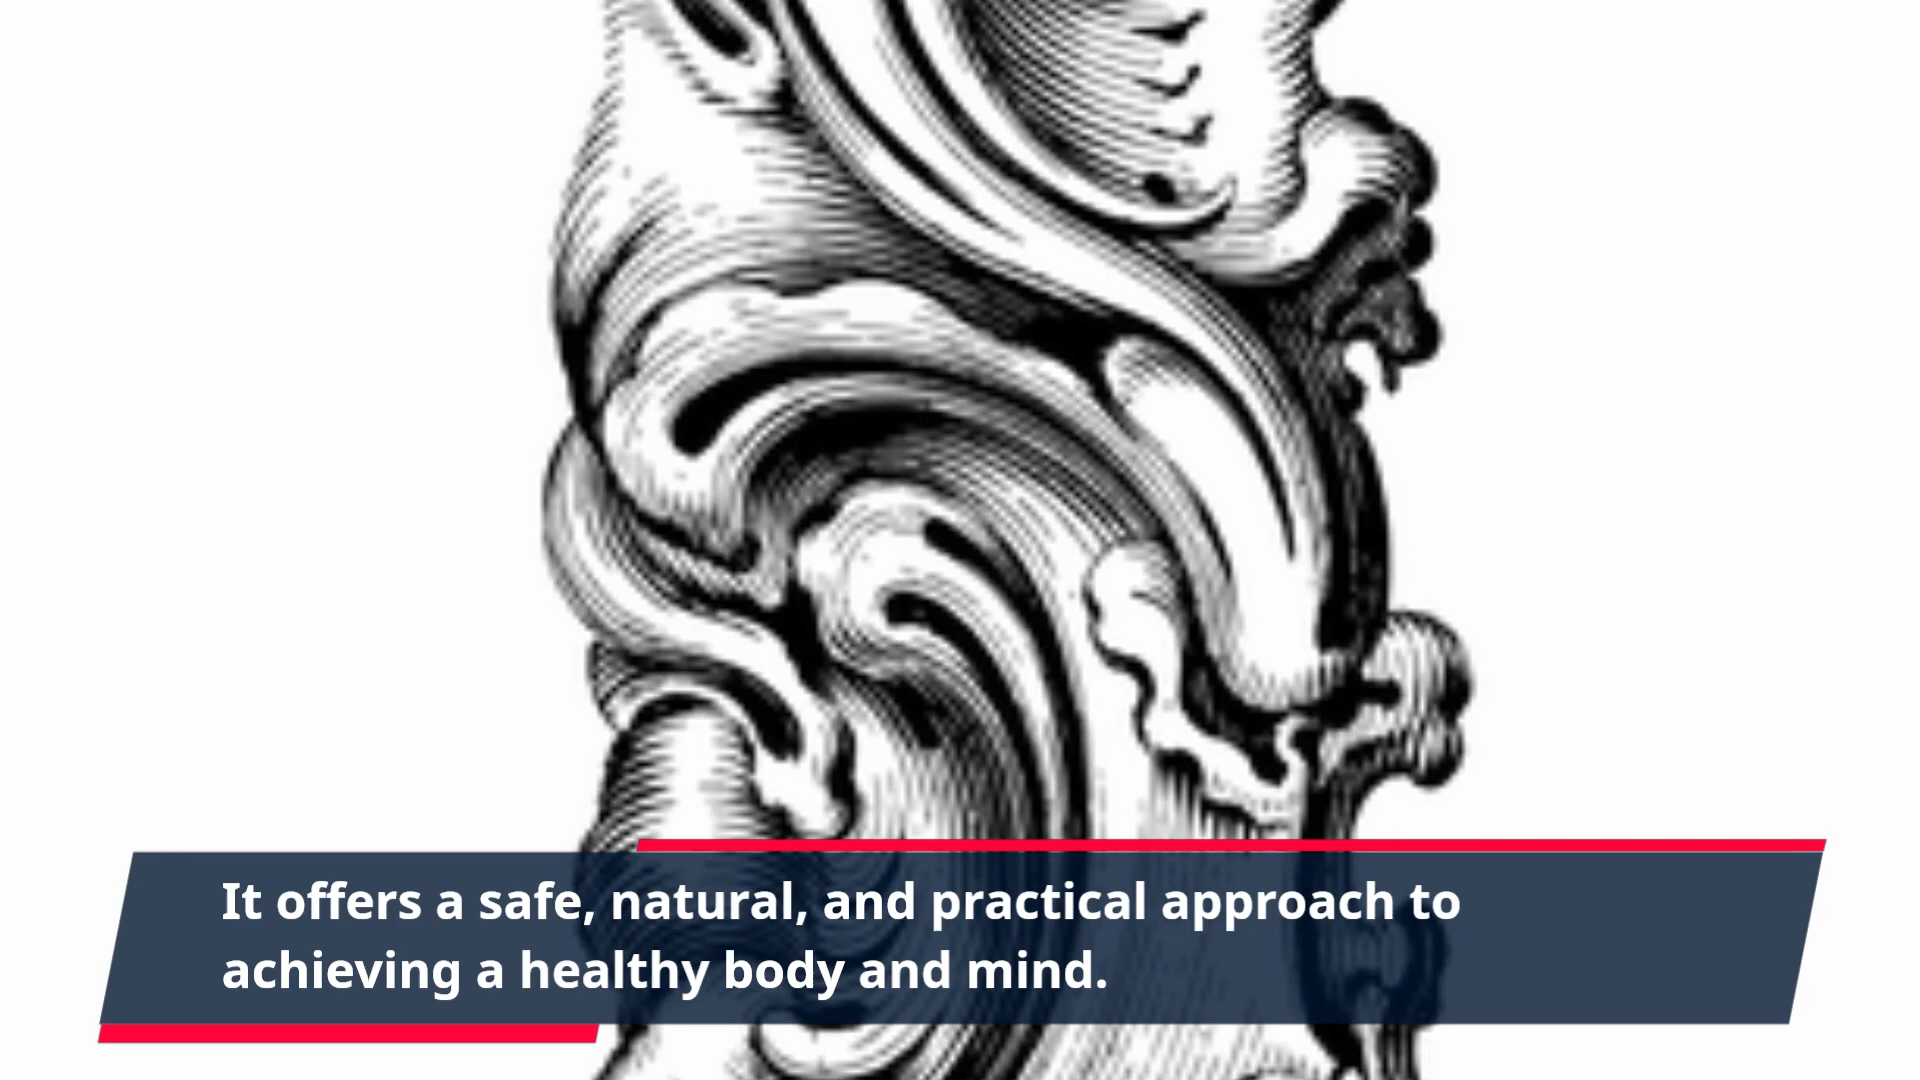 It offers a safe, natural, and practical approach to
achieving a healthy body and mind.